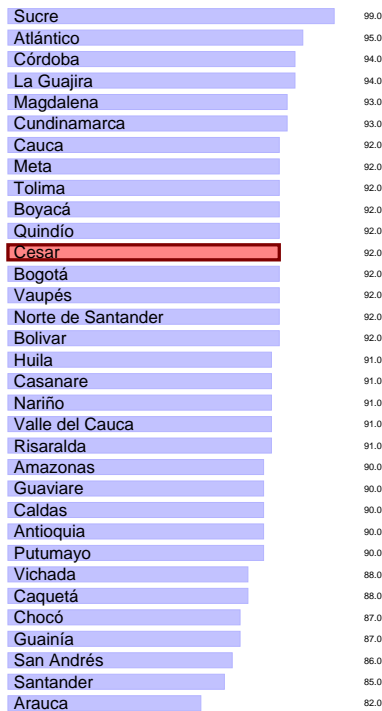 Sucre 99.0
Atlántico 95.0
Córdoba 94.0
La Guajira 94.0
Magdalena 93.0
Cundinamarca 93.0
Cauca 92.0
Meta 92.0
Tolima 92.0
Boyacá 92.0
Quindío 92.0
Cesar 92.0
Bogotá 92.0
Vaupés 92.0
Norte de Santander 92.0
Bolivar 92.0
Huila 91.0
Casanare 91.0
Nariño 91.0
Valle del Cauca 91.0
Risaralda 91.0
Amazonas 90.0
Guaviare 90.0
Caldas 90.0
Antioquia 90.0
Putumayo 90.0
Vichada 88.0
Caquetá 88.0
Chocó 87.0
Guainía 87.0
San Andrés 86.0
Santander 85.0
Arauca 82.0